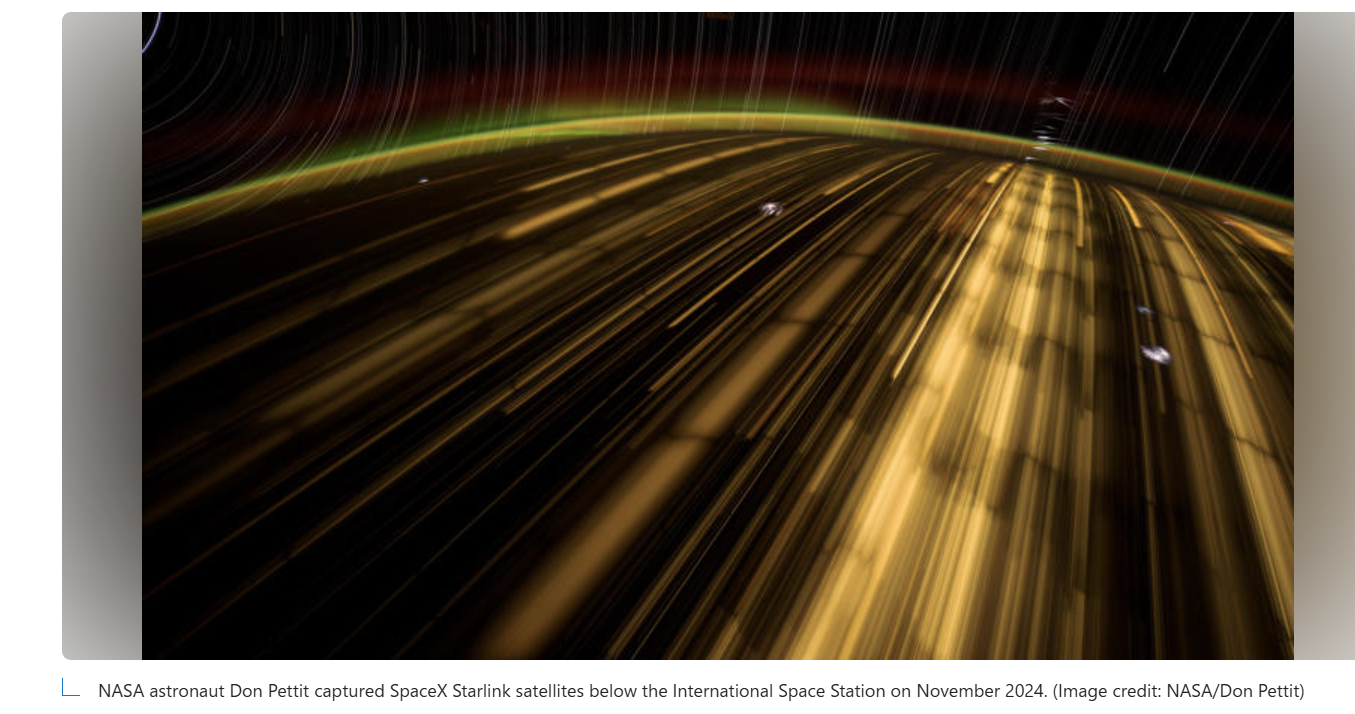 NASA astronaut Don Pettit captured SpaceX Starlink satellites below the International Space Station on November 2024. (Image credit: NASA/Don Pettit)